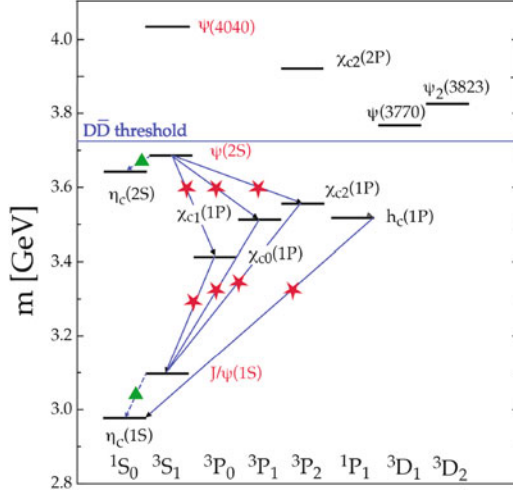 ψ(4040)
4.0
χc2(2P)
ψ2(3823)
ψ(3770)
3.8
DD̅ threshold
ψ(2S)
ηc(2S)
3.6
χc2(1P)
χc1(1P)
hc(1P)
χc0(1P)
3.4
m [GeV]
3.2
J/ψ(1S)
3.0
ηc(1S)
¹S₀ ³S₁ ³P₀ ³P₁ ³P₂ ¹P₁ ³D₁ ³D₂
2.8